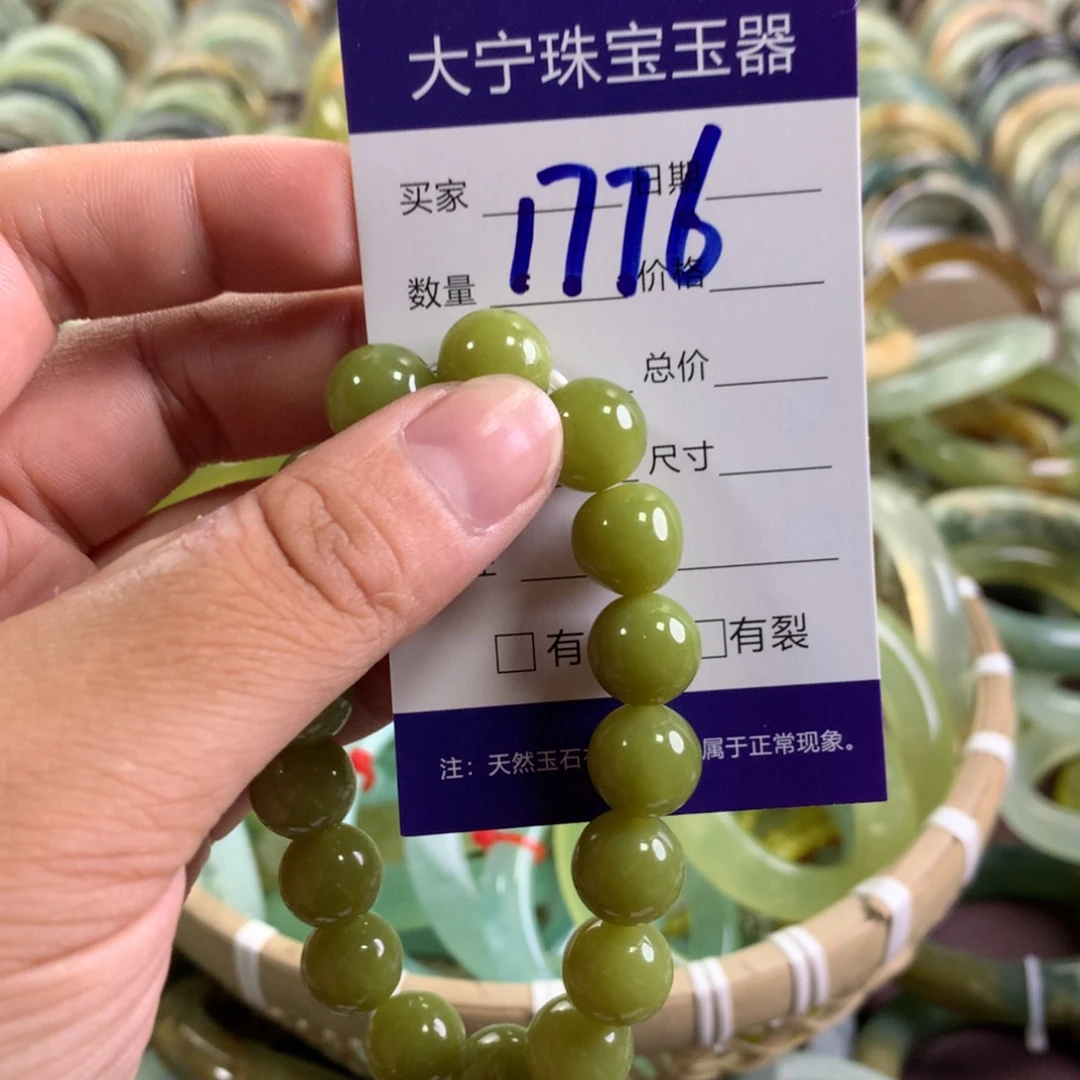 大宁珠宝玉器
1776
买家 日期
数量 价格
总价
尺寸
□有 □有裂
注：天然玉石 属于正常现象。